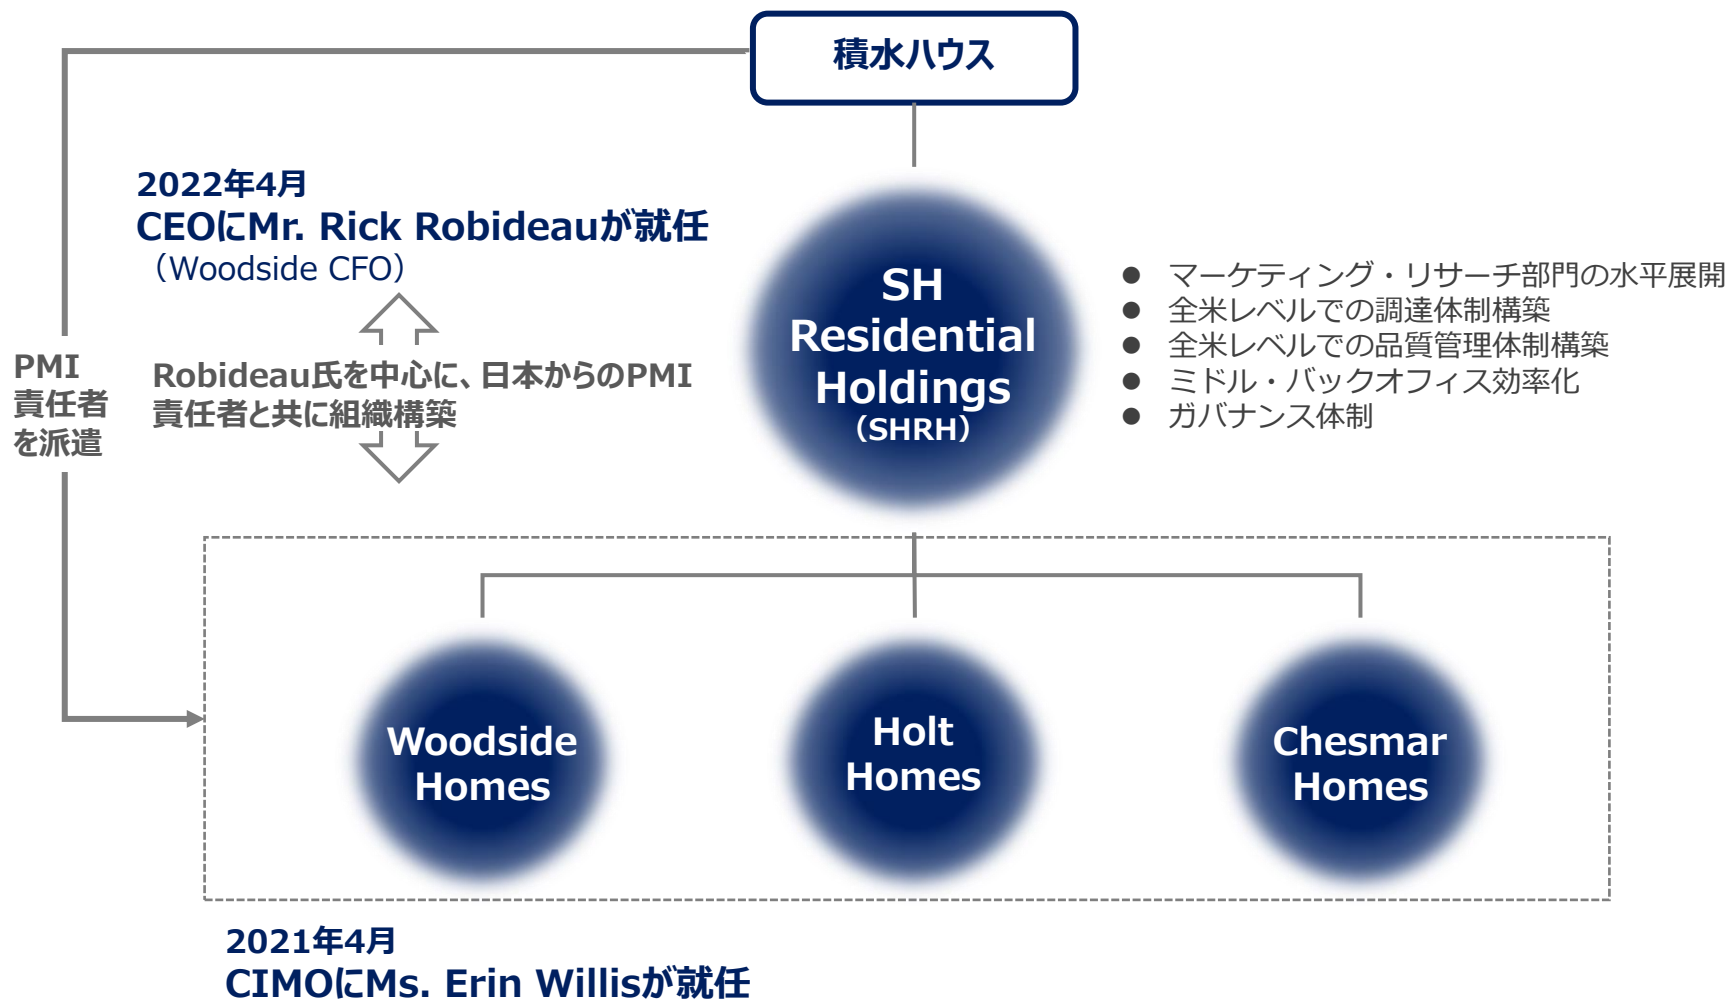 積水ハウス
2022年4月
CEOにMr. Rick Robideauが就任
（Woodside CFO）
PMI
責任者
を派遣
Robideau氏を中心に、日本からのPMI
責任者と共に組織構築
SH
Residential
Holdings
（SHRH）
● マーケティング・リサーチ部門の水平展開
● 全米レベルでの調達体制構築
● 全米レベルでの品質管理体制構築
● ミドル・バックオフィス効率化
● ガバナンス体制
Woodside
Homes
Holt
Homes
Chesmar
Homes
2021年4月
CIMOにMs. Erin Willisが就任